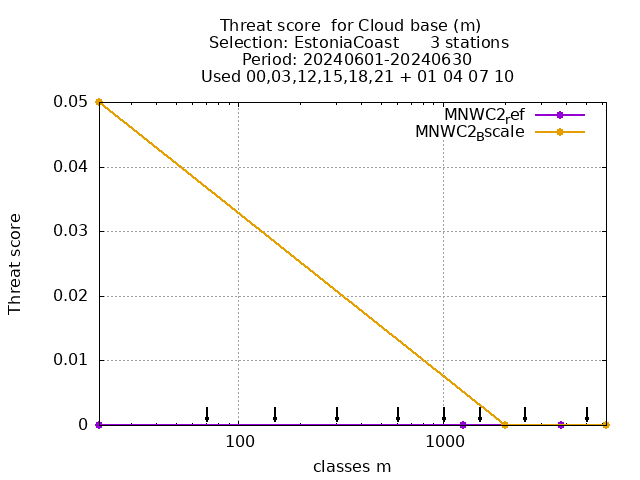 Threat score for Cloud base (m)
Selection: EstoniaCoast 3 stations
Period: 20240601-20240630
Used 00,03,12,15,18,21 + 01 04 07 10
MNWC2ref
MNWC2Bscale
0.05
0.04
0.03
0.02
0.01
0
Threat score
100
1000
classes m